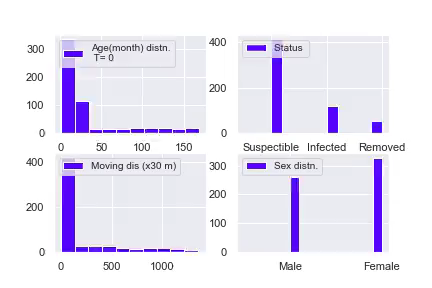 300
200
100
0
Age(month) distn.
T= 0
0
50
100
150
400
200
0
Status
Suspectible
Infected
Removed
400
200
0
Moving dis (x30 m)
0
500
1000
300
200
100
0
Sex distn.
Male
Female